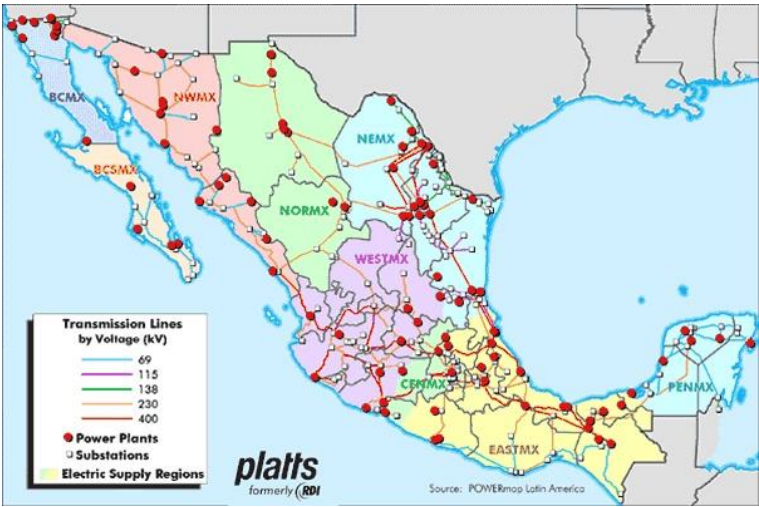 BCMX
NWMX
BCSMX
NEMX
NORMX
WESTMX
CENMX
EASTMX
PENMX
Transmission Lines
by Voltage (kV)
69
115
138
230
400
Power Plants
Substations
Electric Supply Regions
platts
formerly RDI
Source: POWERmap Latin America